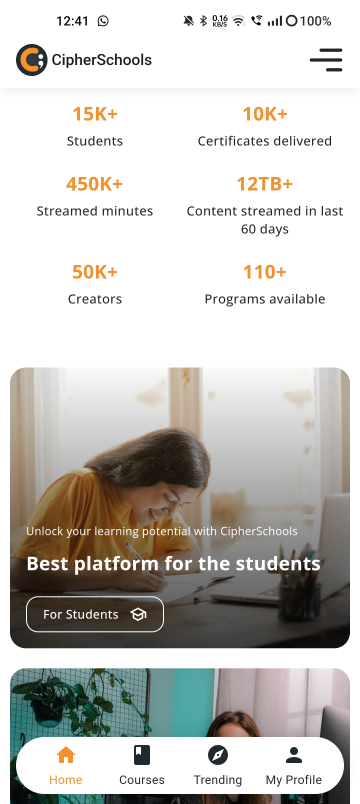 12:41 0.16 KB/S 100%
CipherSchools
15K+ 10K+
Students Certificates delivered
450K+ 12TB+
Streamed minutes Content streamed in last
60 days
50K+ 110+
Creators Programs available
Unlock your learning potential with CipherSchools
Best platform for the students
For Students
Home Courses Trending My Profile